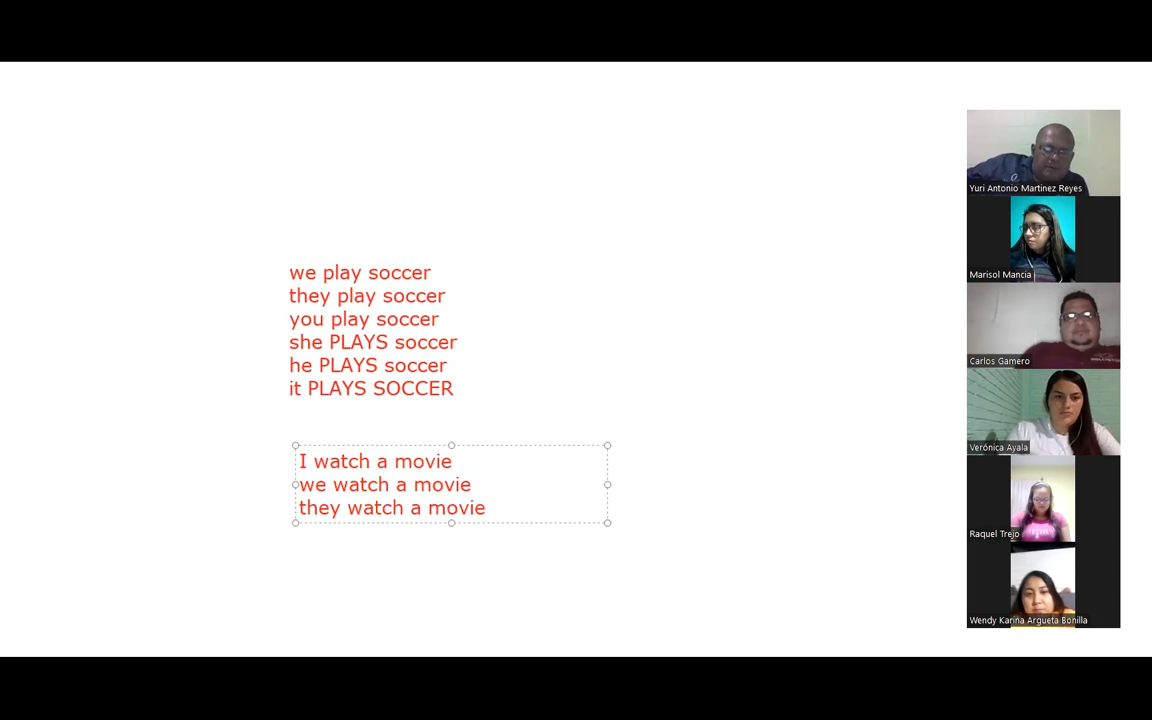 we play soccer
they play soccer
you play soccer
she PLAYS soccer
he PLAYS soccer
it PLAYS SOCCER
I watch a movie
we watch a movie
they watch a movie
Yuri Antonio Martinez Reyes
Marisol Mancia
Carlos Gamero
Verónica Ayala
Raquel Trejo
Wendy Karina Argueta Bonilla